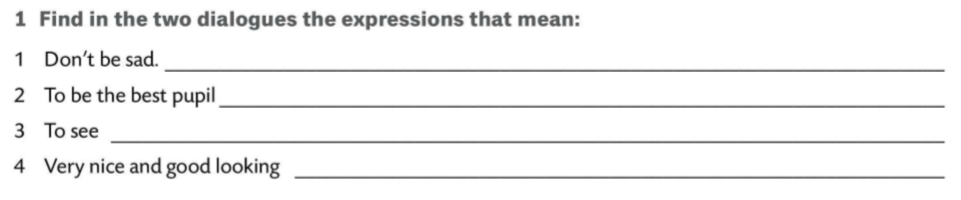 1 Find in the two dialogues the expressions that mean:
1 Don't be sad.
2 To be the best pupil
3 To see
4 Very nice and good looking